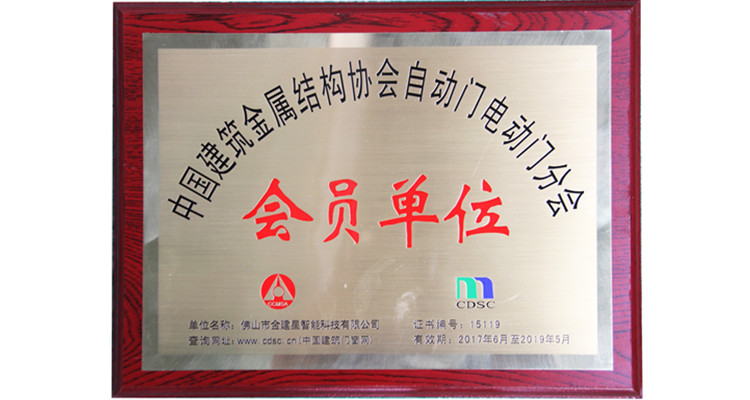 中国建筑金属结构协会自动门电动门分会
会员单位
CCMSA
CDSC
单位名称：佛山市金建星智能科技有限公司
证书编号：15119
查询网址：www.cdsc.cn(中国建筑门窗网)
有效期：2017年6月至2019年5月